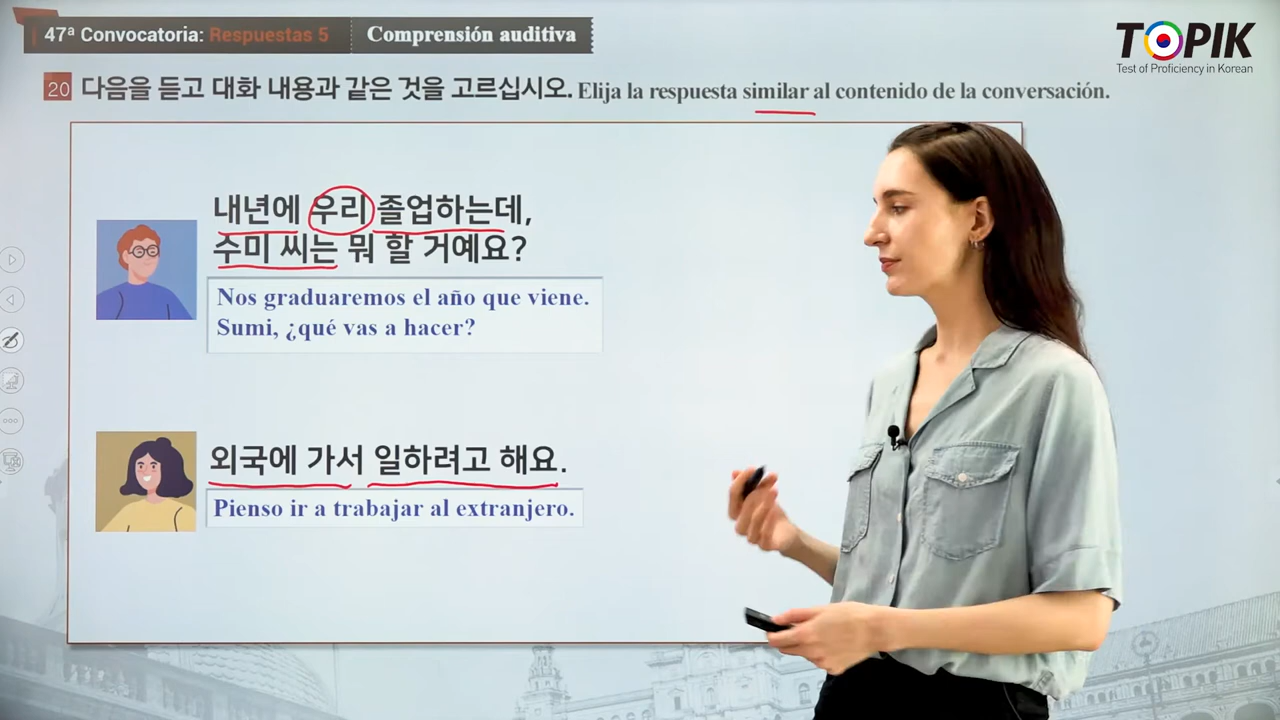 47ª Convocatoria: Respuestas 5 Comprensión auditiva
TOPIK
Test of Proficiency in Korean
20 다음을 듣고 대화 내용과 같은 것을 고르십시오. Elija la respuesta similar al contenido de la conversación.
내년에 우리 졸업하는데,
수미 씨는 뭐 할 거예요?
Nos graduaremos el año que viene.
Sumi, ¿qué vas a hacer?
외국에 가서 일하려고 해요.
Pienso ir a trabajar al extranjero.